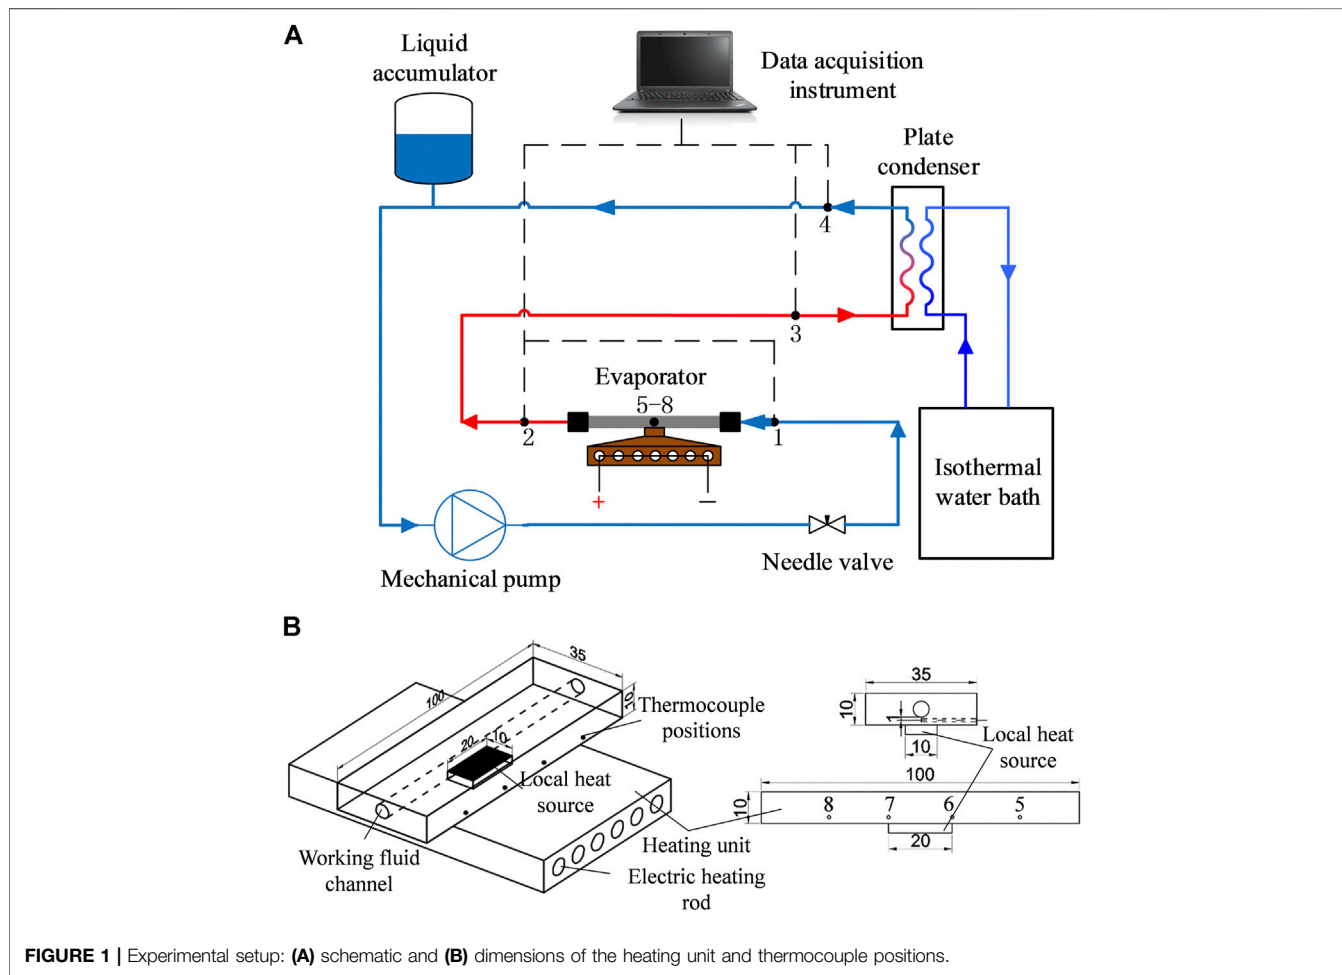 A
Liquid
accumulator
Data acquisition
instrument
Plate
condenser
4
3
Evaporator
5-8
2
1
+
—
Isothermal
water bath
Mechanical pump
Needle valve
B
35
100
10
Thermocouple
positions
20
10
Local heat
source
Working fluid
channel
Heating unit
Electric heating
rod
35
10
1
10
Local heat
source
100
10
8
7
6
5
20
FIGURE 1 | Experimental setup: (A) schematic and (B) dimensions of the heating unit and thermocouple positions.